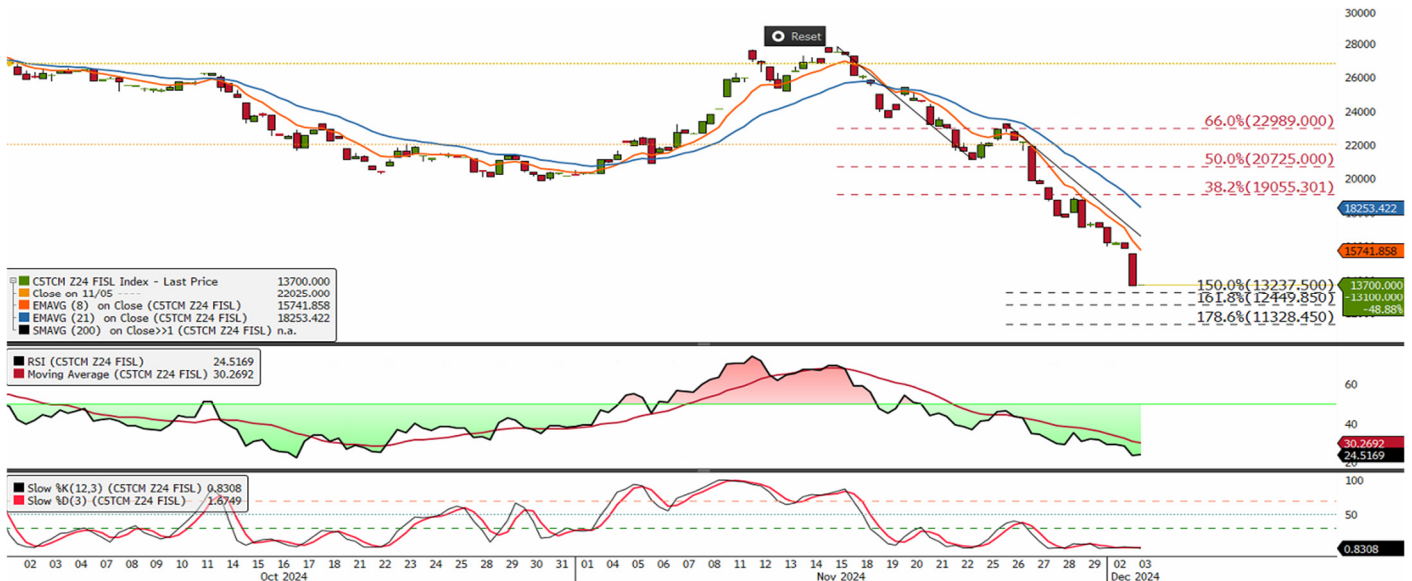 30000
Reset
28000
26000
24000
66.0%(22989.000)
22000
50.0%(20725.000)
20000
38.2%(19055.301)
18253.422
15741.858
C5TCM Z24 FISL Index - Last Price 13700.000
Close on 11/05 ---- 22025.000
EMAVG (8) on Close (C5TCM Z24 FISL) 15741.858
EMAVG (21) on Close (C5TCM Z24 FISL) 18253.422
SMAVG (200) on Close>>1 (C5TCM Z24 FISL) n.a.
150.0%(13237.500)
13700.000
161.8%(12449.850)
-13100.000
-48.88%
178.6%(11328.450)
RSI (C5TCM Z24 FISL) 24.5169
Moving Average (C5TCM Z24 FISL) 30.2692
60
40
30.2692
24.5169
20
Slow %K(12,3) (C5TCM Z24 FISL) 0.8308
Slow %D(3) (C5TCM Z24 FISL) 1.6749
100
50
0.8308
02 03 04 07 08 09 10 11 14 15 16 17 18 21 22 23 24 25 28 29 30 31 01 04 05 06 07 08 11 12 13 14 15 18 19 20 21 22 25 26 27 28 29 02 03
Oct 2024 Nov 2024 Dec 2024